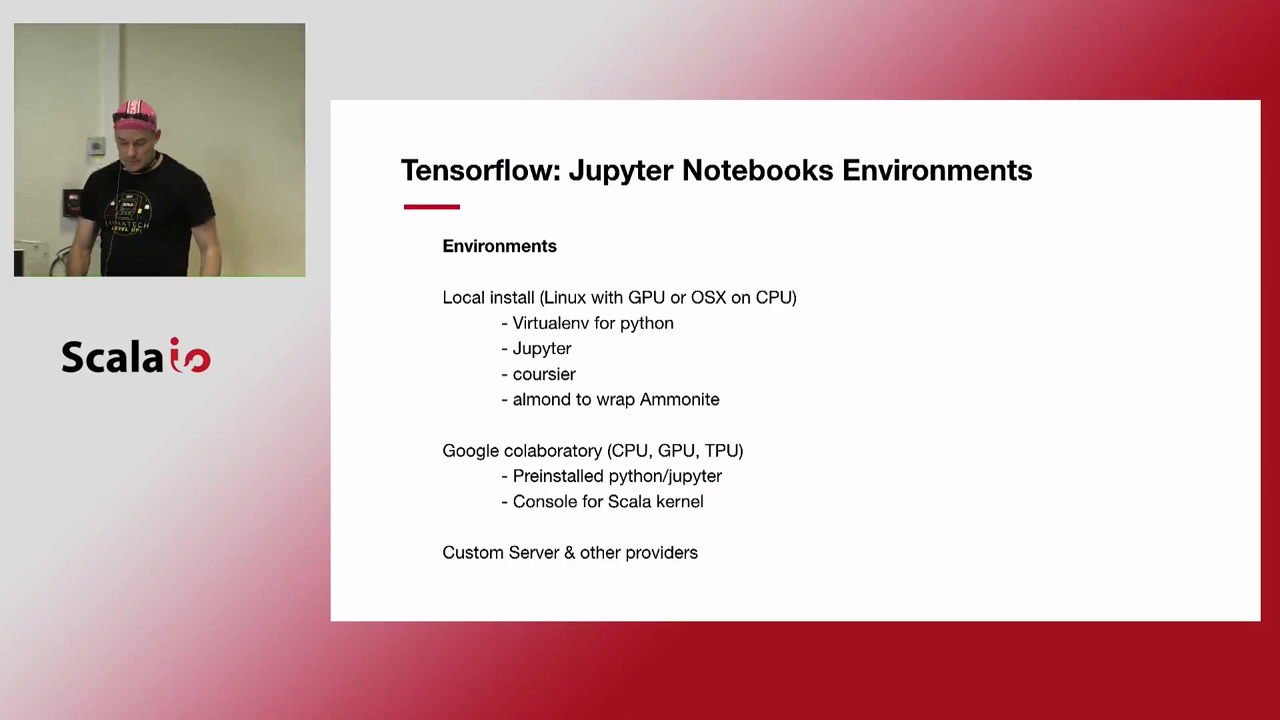 Tensorflow: Jupyter Notebooks Environments
Environments
Local install (Linux with GPU or OSX on CPU)
- Virtualenv for python
- Jupyter
- coursier
- almond to wrap Ammonite
Google colaboratory (CPU, GPU, TPU)
- Preinstalled python/jupyter
- Console for Scala kernel
Custom Server & other providers
Scala io
LEVEL UP!